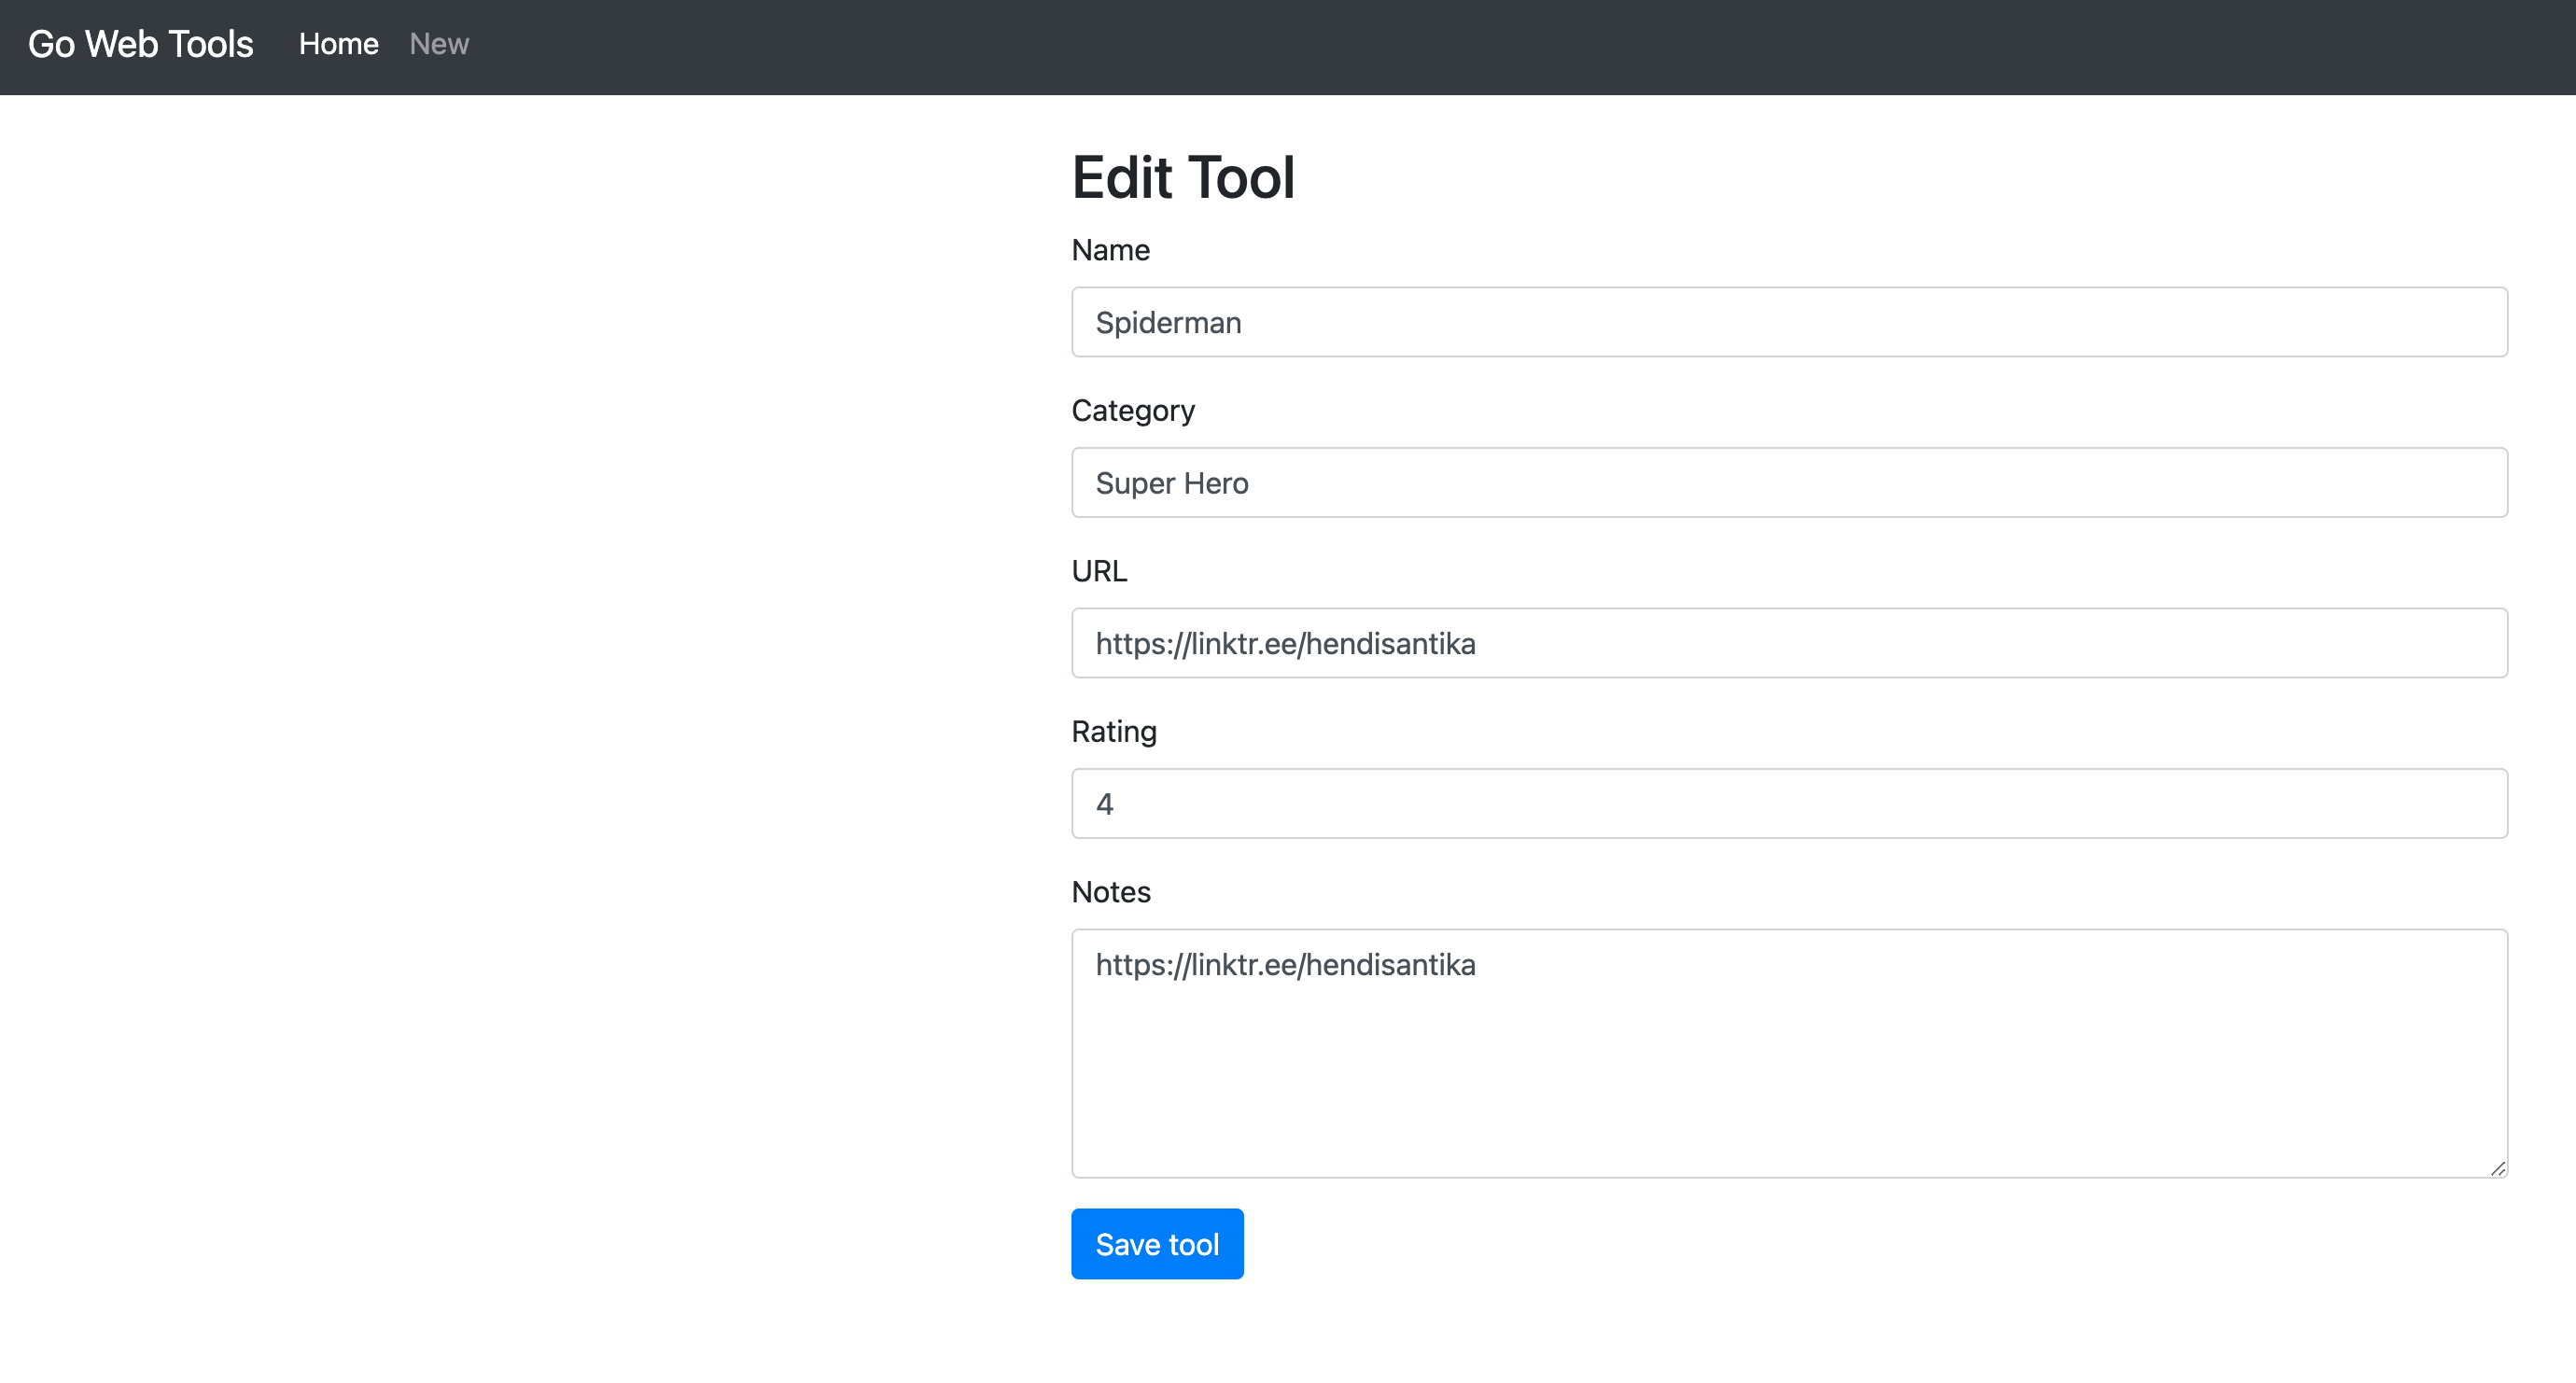 Go Web Tools Home New
Edit Tool
Name
Spiderman
Category
Super Hero
URL
https://linktr.ee/hendisantika
Rating
4
Notes
https://linktr.ee/hendisantika
Save tool